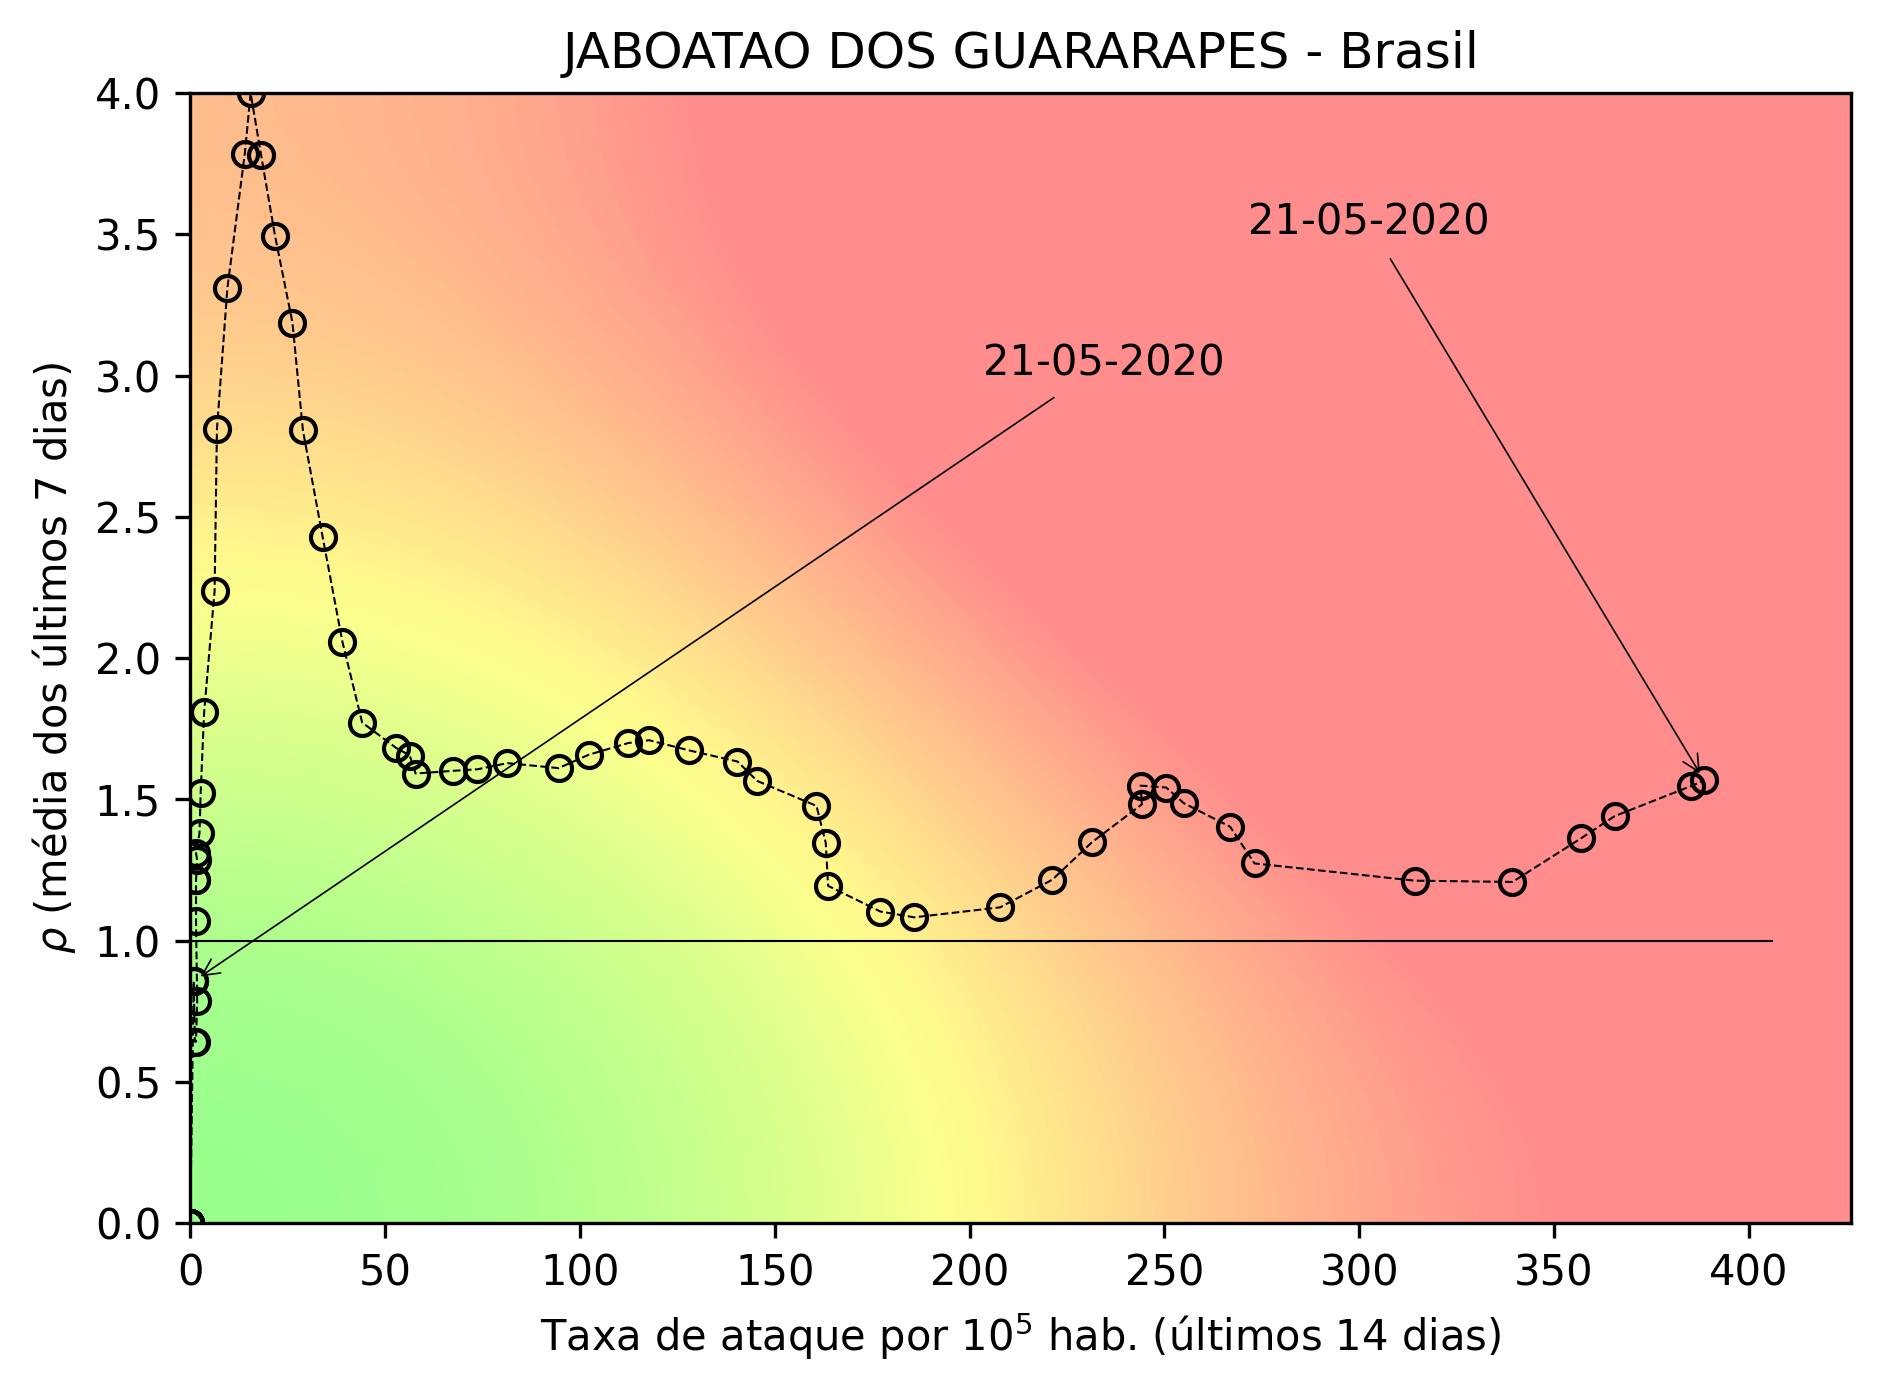 JABOATAO DOS GUARARAPES - Brasil
4.0
3.5
3.0
2.5
2.0
1.5
1.0
0.5
0.0
ρ (média dos últimos 7 dias)
21-05-2020
21-05-2020
0 50 100 150 200 250 300 350 400
Taxa de ataque por 10⁵ hab. (últimos 14 dias)